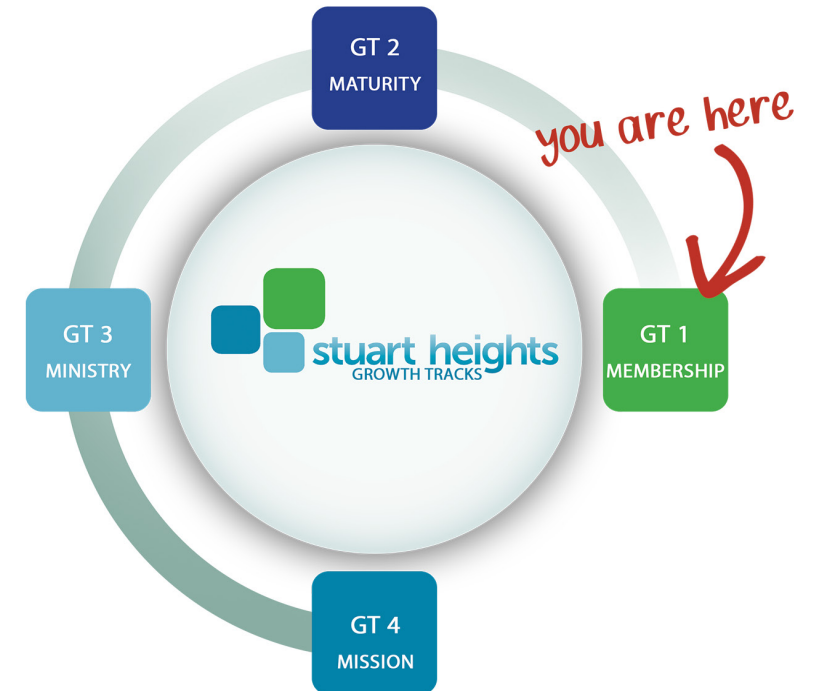 GT 2
MATURITY
you are here
GT 3
MINISTRY
stuart heights
GROWTH TRACKS
GT 1
MEMBERSHIP
GT 4
MISSION